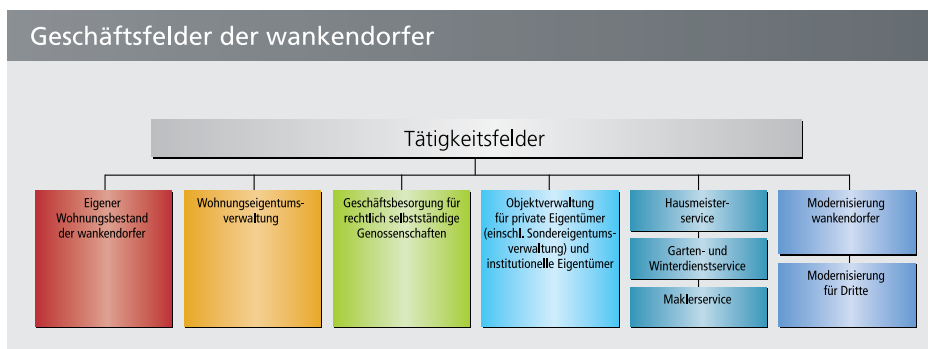 Geschäftsfelder der wankendorfer
Tätigkeitsfelder
Eigener
Wohnungsbestand
der wankendorfer
Wohnungseigentums-
verwaltung
Geschäftsbesorgung für
rechtlich selbstständige
Genossenschaften
Objektverwaltung
für private Eigentümer
(einschl. Sondereigentums-
verwaltung) und
institutionelle Eigentümer
Hausmeister-
service
Garten- und
Winterdienstservice
Maklerservice
Modernisierung
wankendorfer
Modernisierung
für Dritte